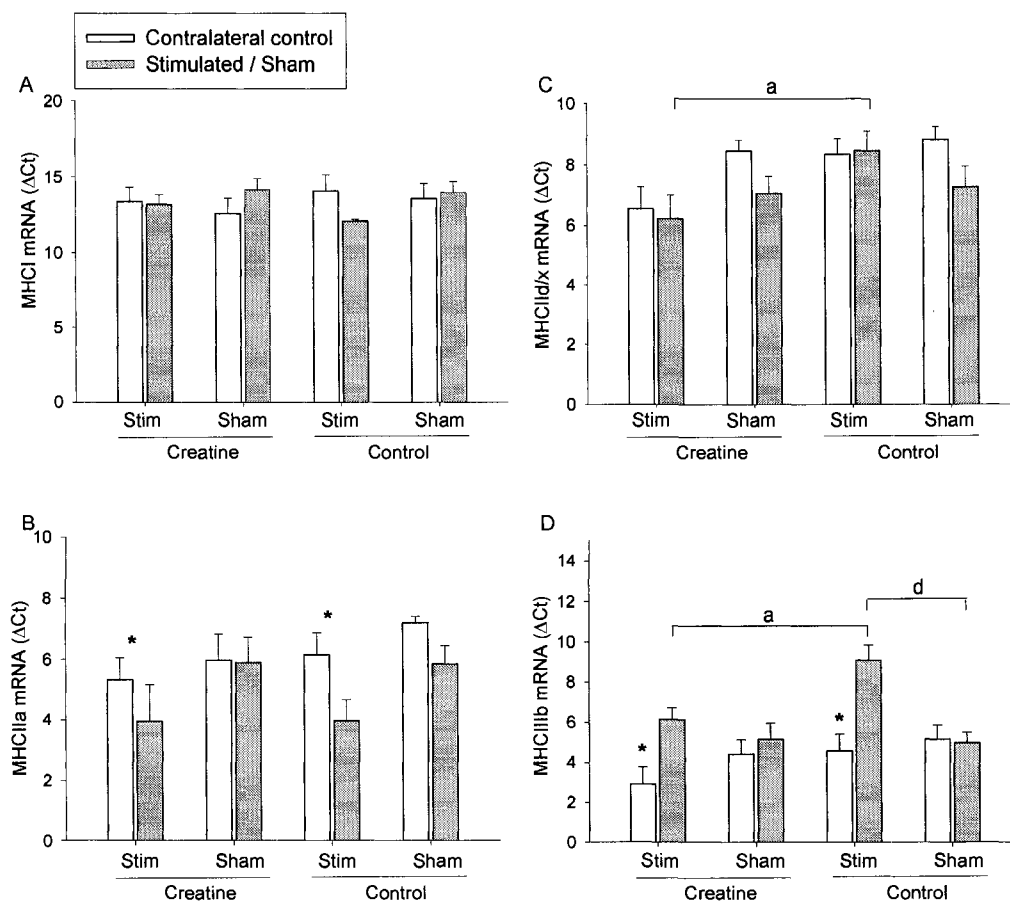 Contralateral control
Stimulated / Sham
A
MHCI mRNA (ΔCt)
20
15
10
5
0
Stim Sham Stim Sham
Creatine Control
C
MHCIId/x mRNA (ΔCt)
10
8
6
4
2
0
a
Stim Sham Stim Sham
Creatine Control
B
MHCIIa mRNA (ΔCt)
10
8
6
4
2
0
* *
Stim Sham Stim Sham
Creatine Control
D
MHCIIIb mRNA (ΔCt)
14
12
10
8
6
4
2
0
d
a
* *
Stim Sham Stim Sham
Creatine Control